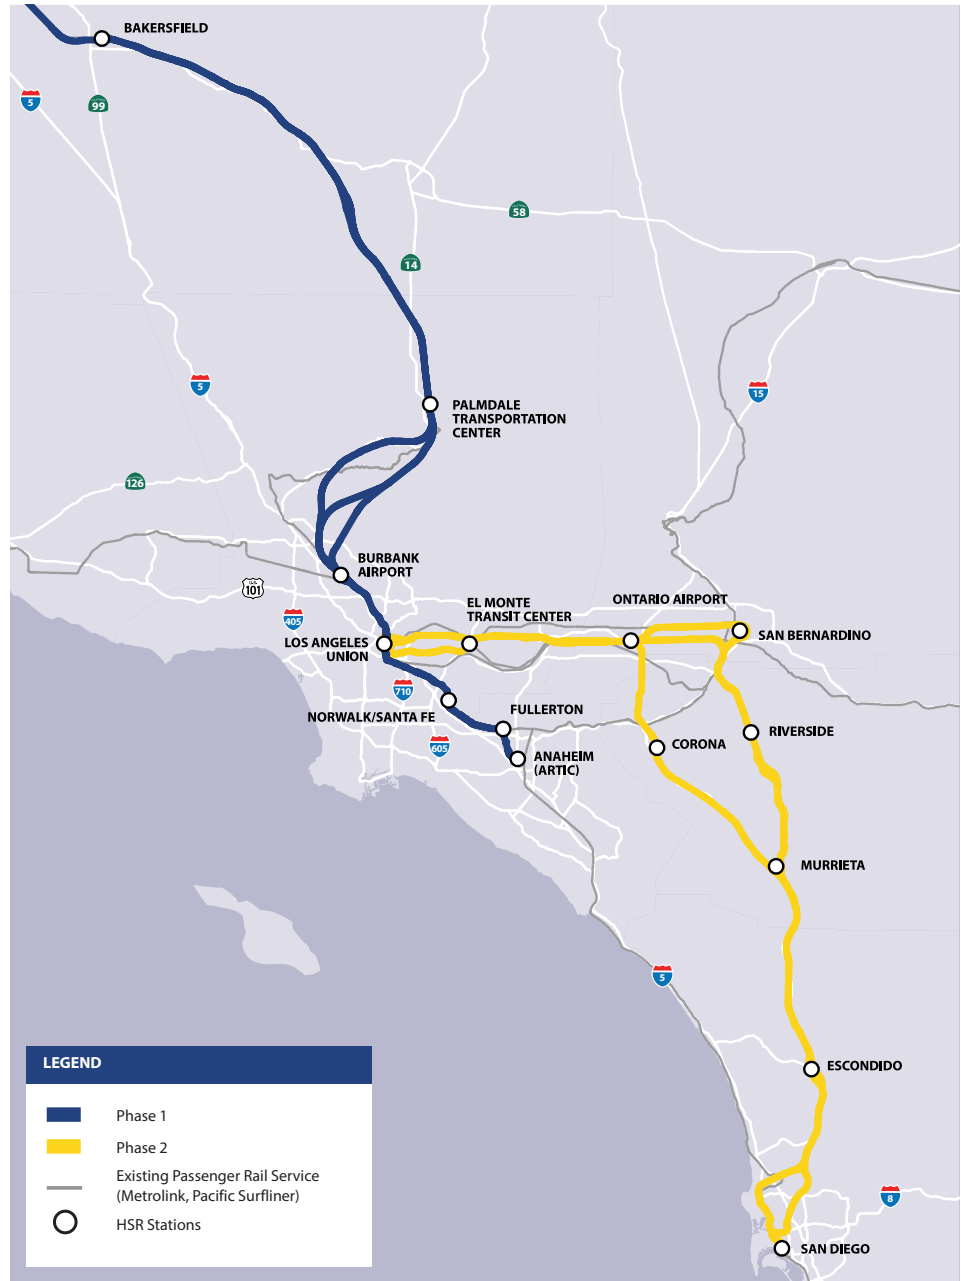 BAKERSFIELD
5
99
58
14
5
15
PALMDALE
TRANSPORTATION
CENTER
126
BURBANK
AIRPORT
U.S.
101
405
EL MONTE
TRANSIT CENTER
ONTARIO AIRPORT
SAN BERNARDINO
LOS ANGELES
UNION
710
NORWALK/SANTA FE
FULLERTON
605
ANAHEIM
(ARTIC)
CORONA
RIVERSIDE
MURRIETA
5
ESCONDIDO
8
SAN DIEGO
LEGEND
Phase 1
Phase 2
Existing Passenger Rail Service
(Metrolink, Pacific Surfliner)
HSR Stations